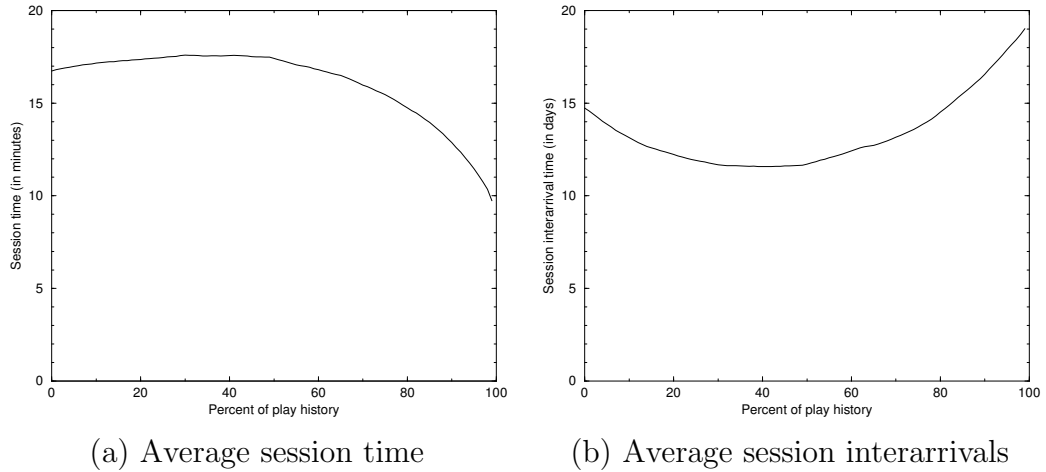 20
15
10
5
0
Session time (in minutes)
0 20 40 60 80 100
Percent of play history
(a) Average session time
20
15
10
5
0
Session interarrival time (in days)
0 20 40 60 80 100
Percent of play history
(b) Average session interarrivals